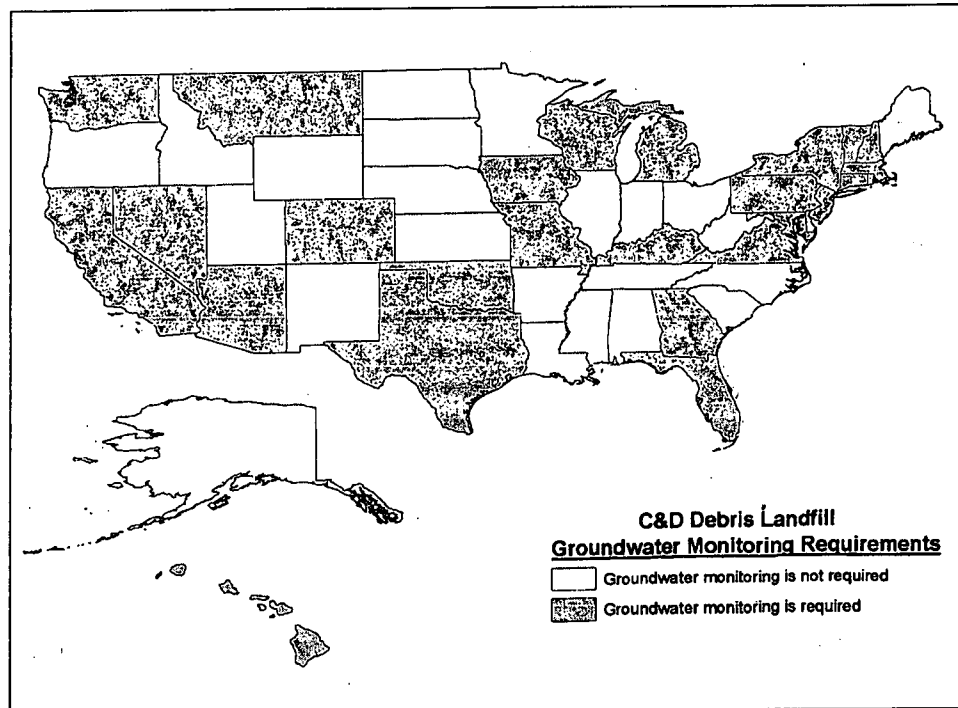 C&D Debris Landfill
Groundwater Monitoring Requirements
Groundwater monitoring is not required
Groundwater monitoring is required